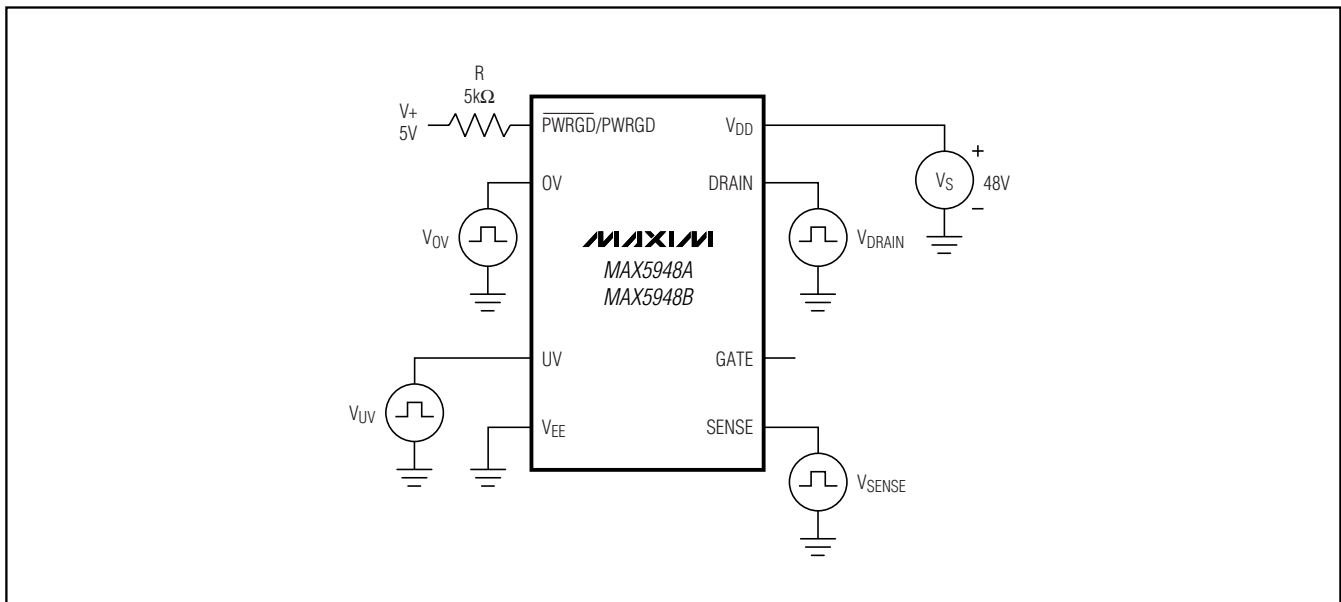 R
5kΩ
V+
5V
PWRGD/PWRGD
VDD
OV
DRAIN
VS
+
48V
−
VOV
MAXIM
MAX5948A
MAX5948B
VDRAIN
UV
GATE
VUV
VEE
SENSE
VSENSE